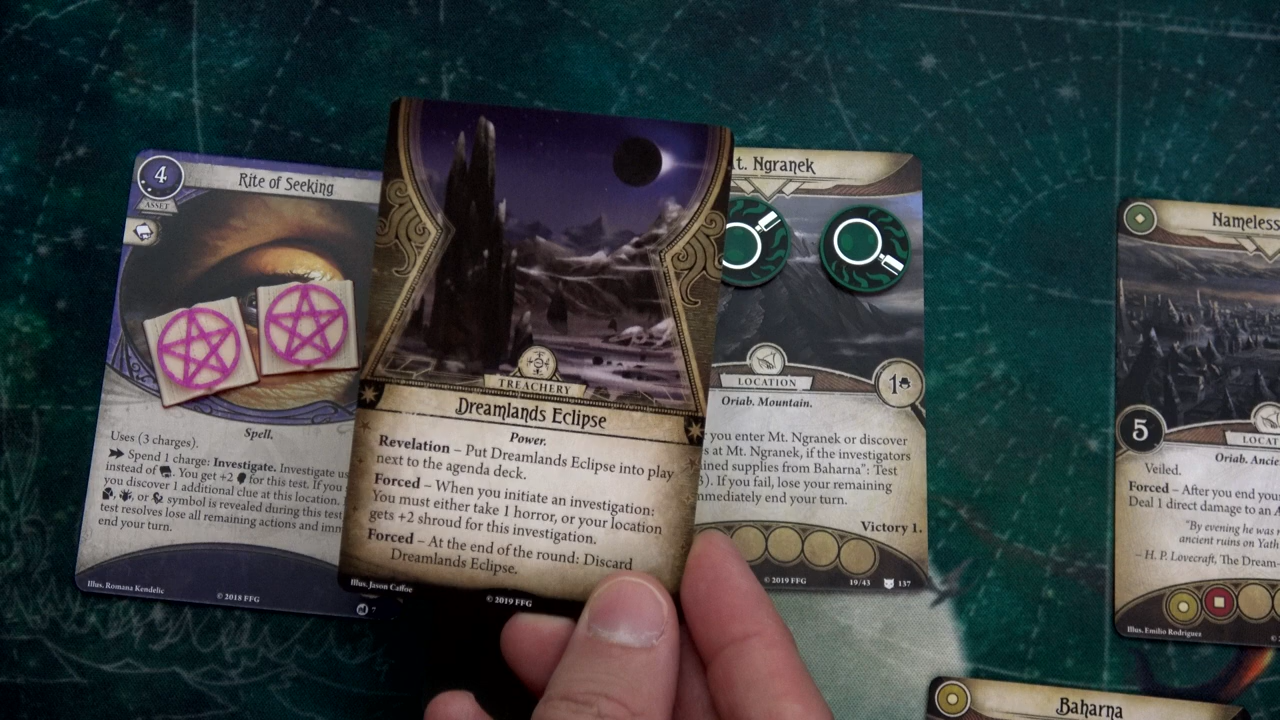 4
ASSET
Rite of Seeking
Spell.
Uses (3 charges).
Spend 1 charge: Investigate. Investigate
instead of . You get +2 for this test. If you
you discover 1 additional clue at this location.
or symbol is revealed during this
test resolves lose all remaining actions and
end your turn.
Illus. Romana Kendelic
© 2018 FFG
TREACHERY
Dreamlands Eclipse
Power.
Revelation – Put Dreamlands Eclipse into play
next to the agenda deck.
Forced – When you initiate an investigation:
You must either take 1 horror, or your location
gets +2 shroud for this investigation.
Forced – At the end of the round: Discard
Dreamlands Eclipse.
Illus. Jason Caffoe
© 2019 FFG
Ngranek
LOCATION
1
Oriab. Mountain.
you enter Mt. Ngranek or discover
at Mt. Ngranek, if the investigators
supplies from Baharna": Test
If you fail, lose your remaining
your turn.
Victory 1.
© 2019 FFG
19/43
137
Nameless
5
Oriab.
Veiled.
Forced – After you end your
Deal 1 direct damage to an
"By evening he was
ancient ruins on Yath
– H. P. Lovecraft, The Dream-
Illus. Emilio Rodriguez
Baharna